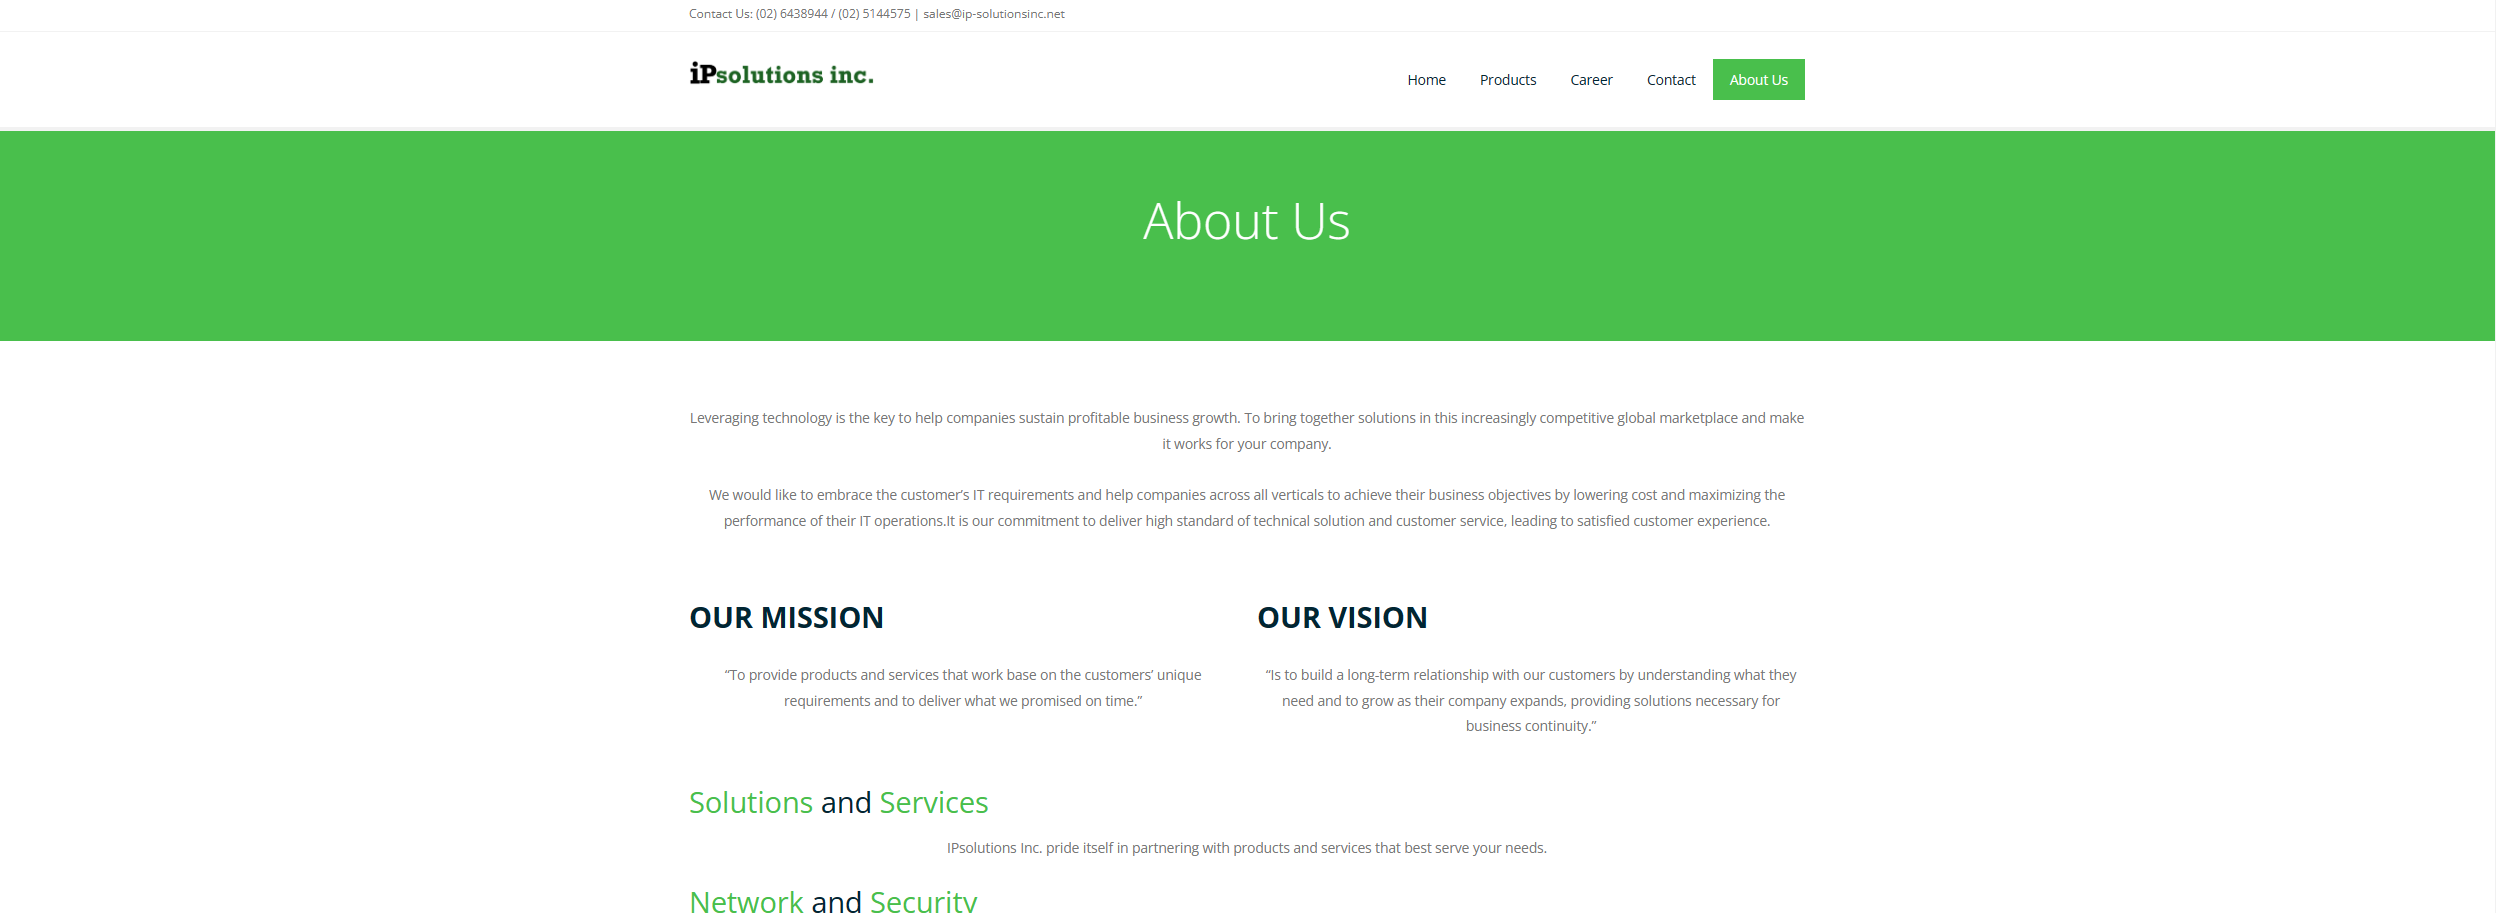 Contact Us: (02) 6438944 / (02) 5144575 | sales@ip-solutionsinc.net
iPsolutions inc.
Home Products Career Contact About Us
About Us
Leveraging technology is the key to help companies sustain profitable business growth. To bring together solutions in this increasingly competitive global marketplace and make
it works for your company.
We would like to embrace the customer’s IT requirements and help companies across all verticals to achieve their business objectives by lowering cost and maximizing the
performance of their IT operations.It is our commitment to deliver high standard of technical solution and customer service, leading to satisfied customer experience.
OUR MISSION
“To provide products and services that work base on the customers’ unique
requirements and to deliver what we promised on time.”
OUR VISION
“Is to build a long-term relationship with our customers by understanding what they
need and to grow as their company expands, providing solutions necessary for
business continuity.”
Solutions and Services
IPsolutions Inc. pride itself in partnering with products and services that best serve your needs.
Network and Security